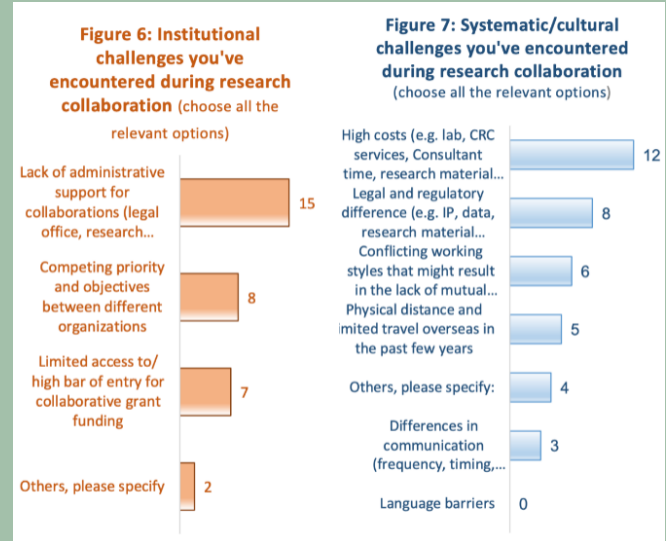 Figure 6: Institutional
challenges you've
encountered during research
collaboration (choose all the
relevant options)
Lack of administrative
support for
collaborations (legal
office, research...
15
Competing priority
and objectives
between different
organizations
8
Limited access to/
high bar of entry for
collaborative grant
funding
7
Others, please specify
2
Figure 7: Systematic/cultural
challenges you've encountered
during research collaboration
(choose all the relevant options)
High costs (e.g. lab, CRC
services, Consultant
time, research material...
12
Legal and regulatory
difference (e.g. IP, data,
research material...
8
Conflicting working
styles that might result
in the lack of mutual...
6
Physical distance and
imited travel overseas in
the past few years
5
Others, please specify:
4
Differences in
communication
(frequency, timing,...
3
Language barriers
0